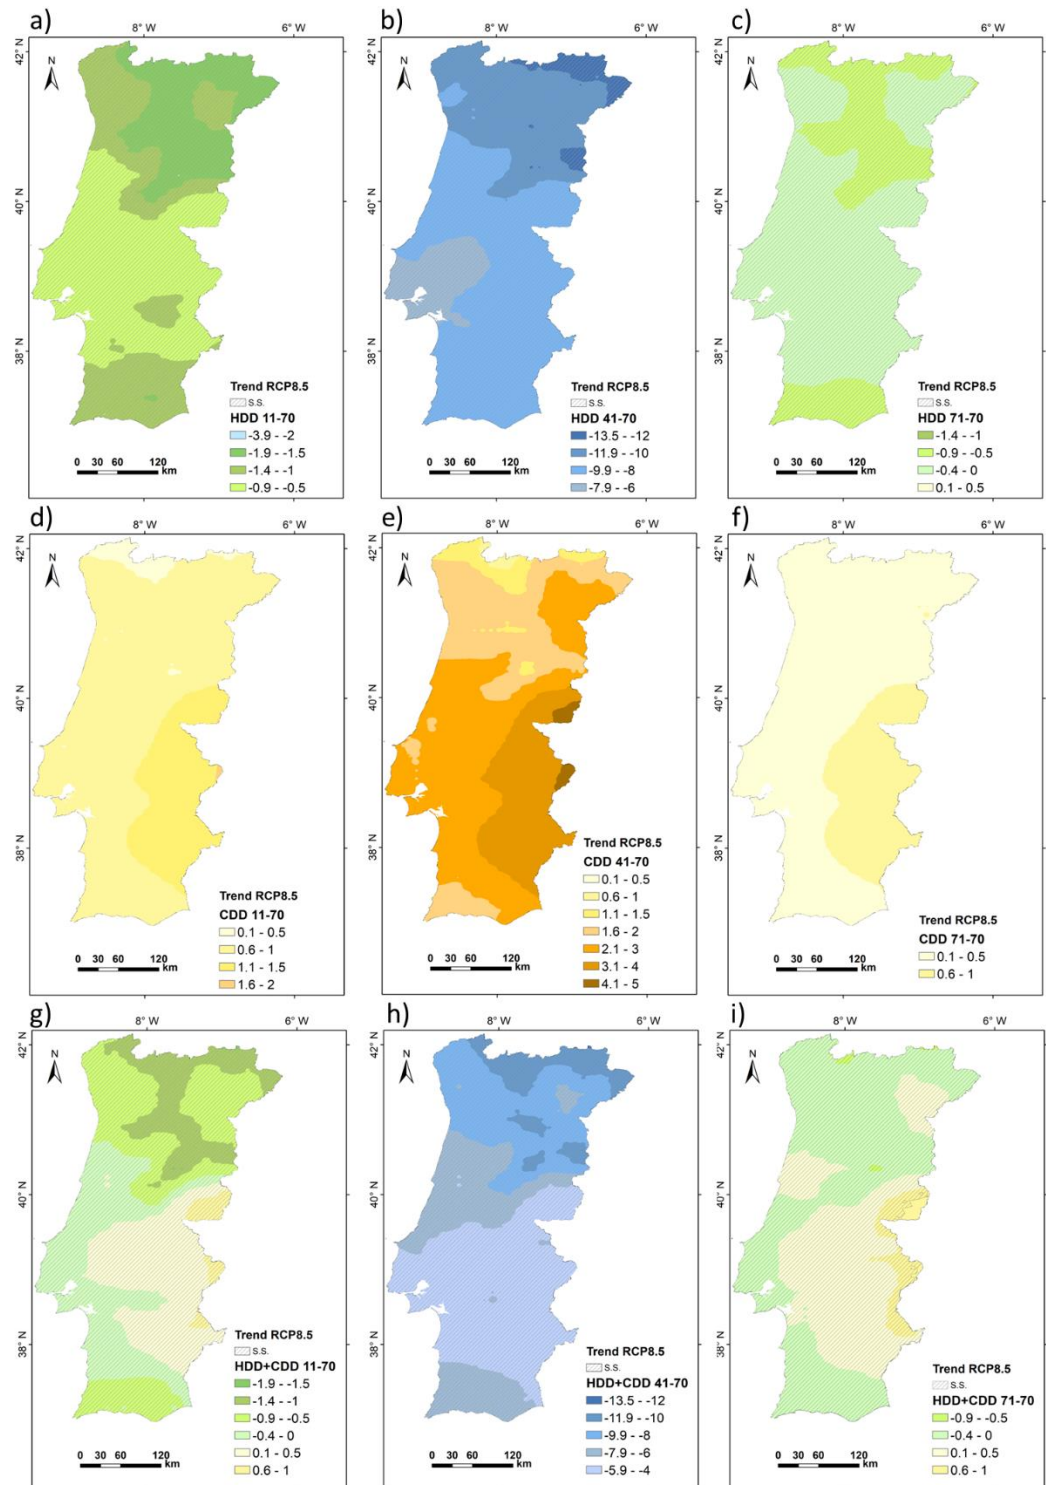 a)
8° W
6° W
42° N
N
40° N
38° N
Trend RCP8.5
s.s.
HDD 11-70
-3.9 - -2
-1.9 - -1.5
-1.4 - -1
-0.9 - -0.5
0 30 60 120
km
b)
8° W
6° W
42° N
N
40° N
38° N
Trend RCP8.5
s.s.
HDD 41-70
-13.5 - -12
-11.9 - -10
-9.9 - -8
-7.9 - -6
0 30 60 120
km
c)
8° W
6° W
42° N
N
40° N
38° N
Trend RCP8.5
s.s.
HDD 71-70
-1.4 - -1
-0.9 - -0.5
-0.4 - 0
0.1 - 0.5
0 30 60 120
km
d)
8° W
6° W
42° N
N
40° N
38° N
Trend RCP8.5
CDD 11-70
0.1 - 0.5
0.6 - 1
1.1 - 1.5
1.6 - 2
0 30 60 120
km
e)
8° W
6° W
42° N
N
40° N
38° N
Trend RCP8.5
CDD 41-70
0.1 - 0.5
0.6 - 1
1.1 - 1.5
1.6 - 2
2.1 - 3
3.1 - 4
4.1 - 5
0 30 60 120
km
f)
8° W
6° W
42° N
N
40° N
38° N
Trend RCP8.5
CDD 71-70
0.1 - 0.5
0.6 - 1
0 30 60 120
km
g)
8° W
6° W
42° N
N
40° N
38° N
Trend RCP8.5
s.s.
HDD+CDD 11-70
-1.9 - -1.5
-1.4 - -1
-0.9 - -0.5
-0.4 - 0
0.1 - 0.5
0.6 - 1
0 30 60 120
km
h)
8° W
6° W
42° N
N
40° N
38° N
Trend RCP8.5
s.s.
HDD+CDD 41-70
-13.5 - -12
-11.9 - -10
-9.9 - -8
-7.9 - -6
-5.9 - -4
0 30 60 120
km
i)
8° W
6° W
42° N
N
40° N
38° N
Trend RCP8.5
s.s.
HDD+CDD 71-70
-0.9 - -0.5
-0.4 - 0
0.1 - 0.5
0.6 - 1
0 30 60 120
km